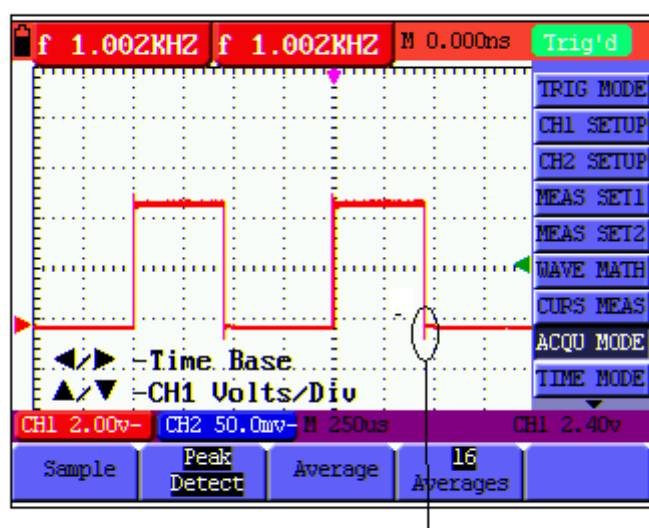 f 1.002KHZ f 1.002KHZ M 0.000ns Trig'd
TRIG MODE
CH1 SETUP
CH2 SETUP
MEAS SET1
MEAS SET2
WAVE MATH
CURS MEAS
ACQU MODE
TIME MODE
◀/▶ -Time Base
▲/▼ -CH1 Volts/Div
CH1 2.00v- CH2 50.0mv- M 250us CH1 2.40v
Sample
Peak
Detect
Average
16
Averages